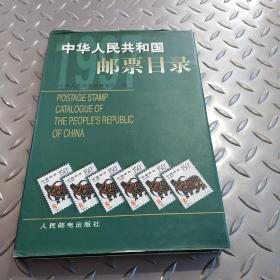 1997
中华人民共和国
邮票目录
POSTAGE STAMP
CATALOGUE OF
THE PEOPLE'S REPUBLIC
OF CHINA
人民邮电出版社